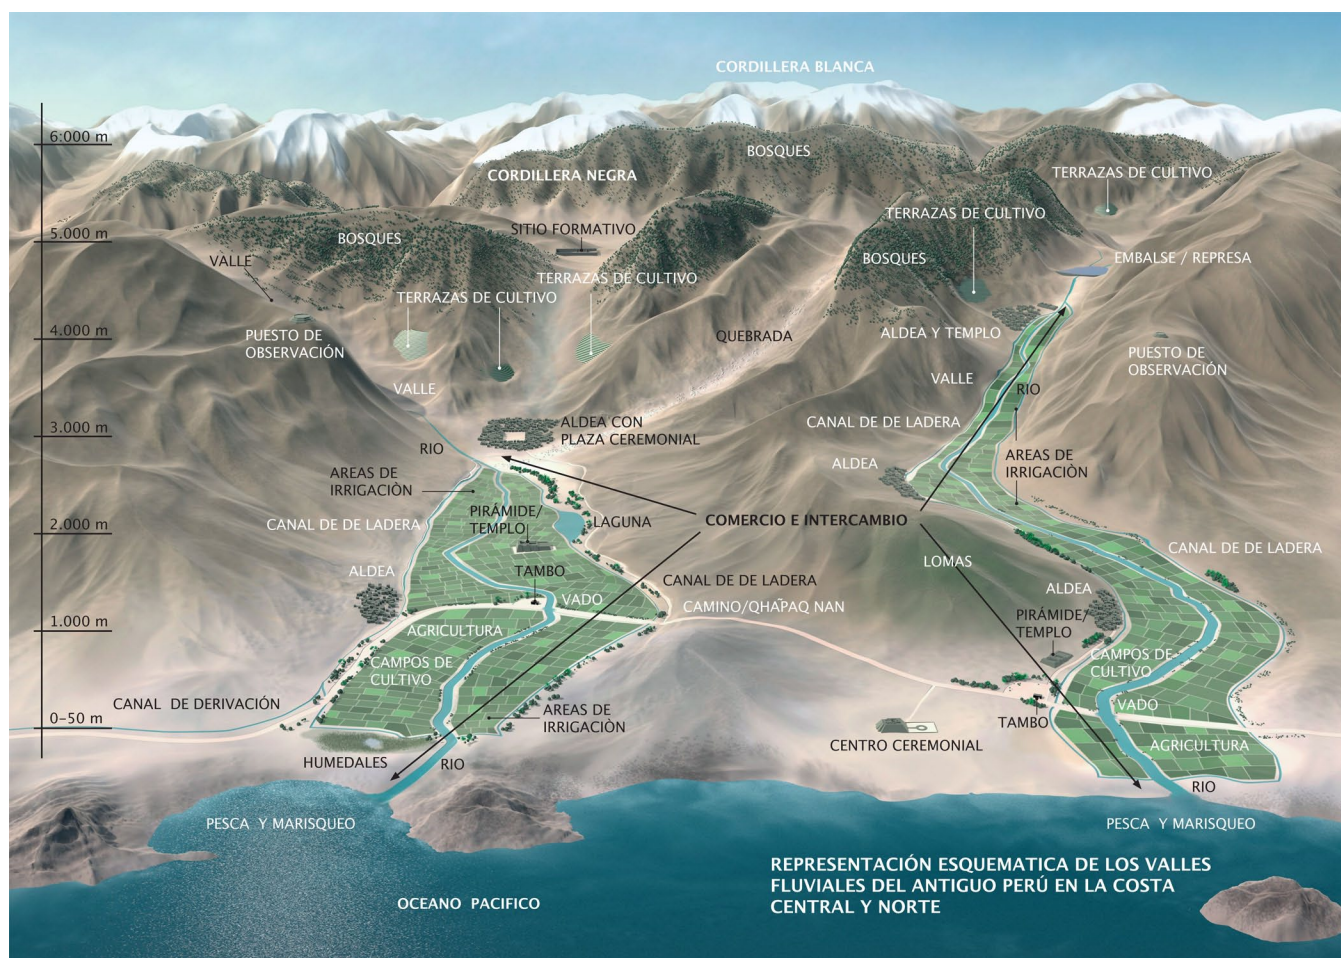 CORDILLERA BLANCA
6.000 m
BOSQUES
CORDILLERA NEGRA
TERRAZAS DE CULTIVO
TERRAZAS DE CULTIVO
5.000 m
BOSQUES
SITIO FORMATIVO
VALLE
BOSQUES
EMBALSE / REPRESA
TERRAZAS DE CULTIVO
TERRAZAS DE CULTIVO
4.000 m
PUESTO DE
OBSERVACIÓN
QUEBRADA
ALDEA Y TEMPLO
PUESTO DE
OBSERVACIÓN
VALLE
VALLE
RIO
3.000 m
RIO
ALDEA CON
PLAZA CEREMONIAL
CANAL DE DE LADERA
ALDEA
AREAS DE
IRRIGACIÒN
AREAS DE
IRRIGACIÒN
2.000 m
CANAL DE DE LADERA
PIRÁMIDE/
TEMPLO
LAGUNA
COMERCIO E INTERCAMBIO
CANAL DE DE LADERA
LOMAS
ALDEA
TAMBO
CANAL DE DE LADERA
ALDEA
VADO
CAMINO/QHAPAQ NAN
PIRÁMIDE/
TEMPLO
1.000 m
AGRICULTURA
CAMPOS DE
CULTIVO
CAMPOS DE
CULTIVO
CANAL DE DERIVACIÓN
0–50 m
AREAS DE
IRRIGACIÒN
VADO
TAMBO
CENTRO CEREMONIAL
AGRICULTURA
HUMEDALES
RIO
RIO
PESCA Y MARISQUEO
PESCA Y MARISQUEO
REPRESENTACIÓN ESQUEMATICA DE LOS VALLES
FLUVIALES DEL ANTIGUO PERÚ EN LA COSTA
CENTRAL Y NORTE
OCEANO PACIFICO